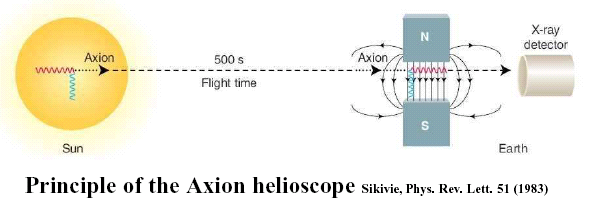 X-ray
detector
N
Axion
500 s
Axion
Flight time
S
Sun
Earth
Principle of the Axion helioscope Sikivie, Phys. Rev. Lett. 51 (1983)